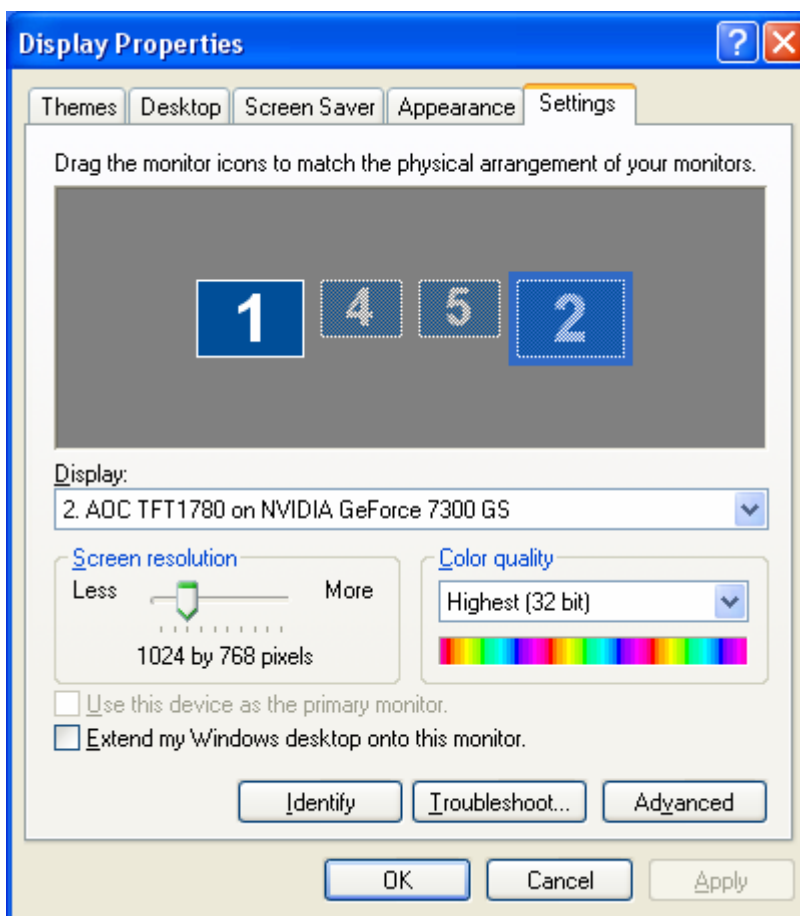 Display Properties
Themes Desktop Screen Saver Appearance Settings
Drag the monitor icons to match the physical arrangement of your monitors.
1 4 5 2
Display:
2. AOC TFT1780 on NVIDIA GeForce 7300 GS
Screen resolution Color quality
Less More Highest (32 bit)
1024 by 768 pixels
Use this device as the primary monitor.
Extend my Windows desktop onto this monitor.
Identify Troubleshoot... Advanced
OK Cancel Apply